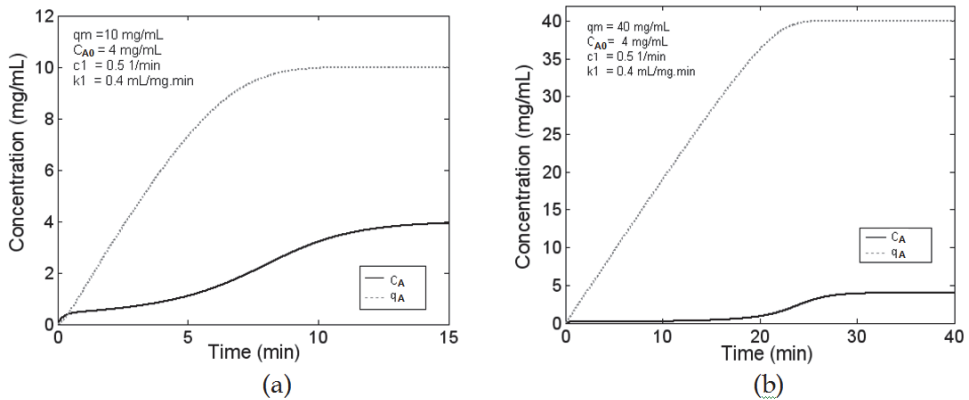 12
10
8
6
4
2
0
Concentration (mg/mL)
qm =10 mg/mL
CA0 = 4 mg/mL
c1 = 0.5 1/min
k1 = 0.4 mL/mg.min
CA
qA
0 5 10 15
Time (min)
(a)
40
35
30
25
20
15
10
5
0
Concentration (mg/mL)
qm = 40 mg/mL
CA0 = 4 mg/mL
c1 = 0.5 1/min
k1 = 0.4 mL/mg.min
CA
qA
0 10 20 30 40
Time (min)
(b)